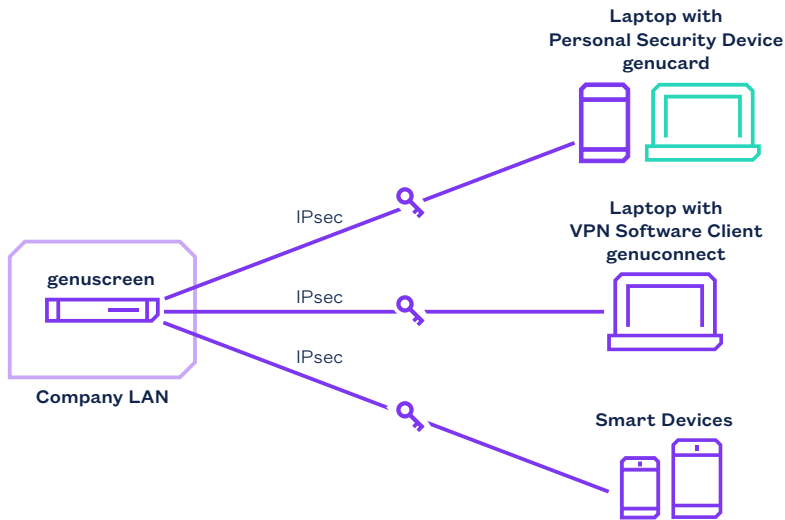 Laptop with
Personal Security Device
genucard
IPsec
Laptop with
VPN Software Client
genuconnect
genuscreen
IPsec
IPsec
Company LAN
Smart Devices